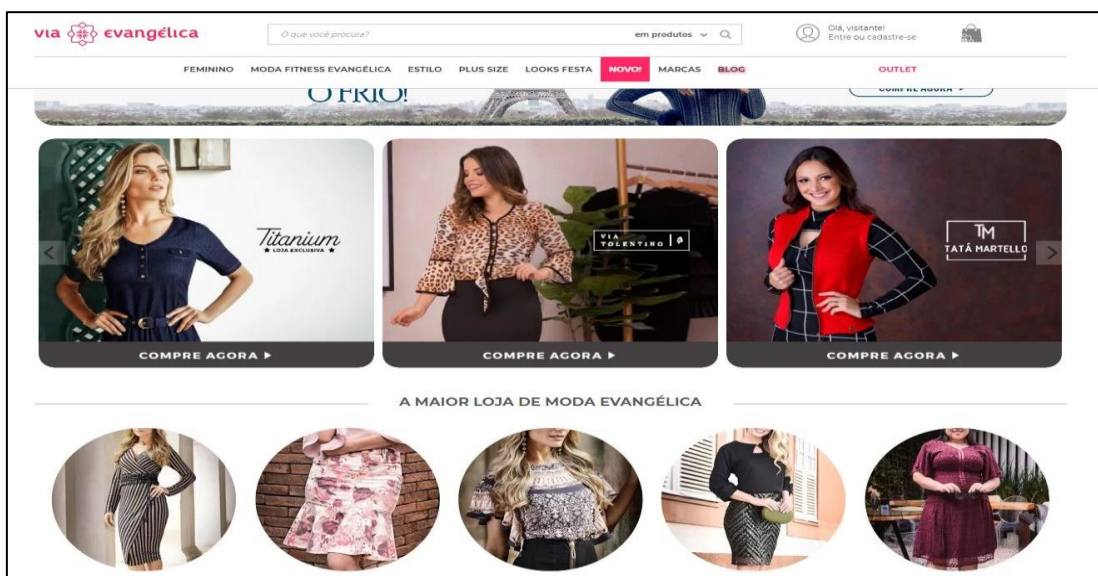 via evangélica
O que você procura?
em produtos
Olá, visitante!
Entre ou cadastre-se
FEMININO MODA FITNESS EVANGÉLICA ESTILO PLUS SIZE LOOKS FESTA NOVO! MARCAS BLOG OUTLET
O FRIO!
COMPRE AGORA
Titanium
★ LOJA EXCLUSIVA ★
VIA
TOLENTINO
TM
TATÁ MARTELLO
COMPRE AGORA
COMPRE AGORA
COMPRE AGORA
A MAIOR LOJA DE MODA EVANGÉLICA